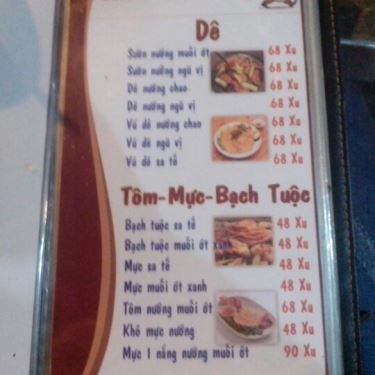 Dê
Sườn nướng muối ớt 68 Xu
Sườn nướng ngũ vị 68 Xu
Dê nướng chao 68 Xu
Dê nướng ngũ vị 68 Xu
Vú dê nướng chao 68 Xu
Vú dê ngũ vị 68 Xu
Vú dê sa tế 68 Xu
Tôm-Mực-Bạch Tuộc
Bạch tuộc sa tế 48 Xu
Bạch tuộc muối ớt xanh 48 Xu
Mực sa tế 48 Xu
Mực muối ớt xanh 48 Xu
Tôm nướng muối ớt 68 Xu
Khô mực nướng 48 Xu
Mực 1 nắng nướng muối ớt 90 Xu